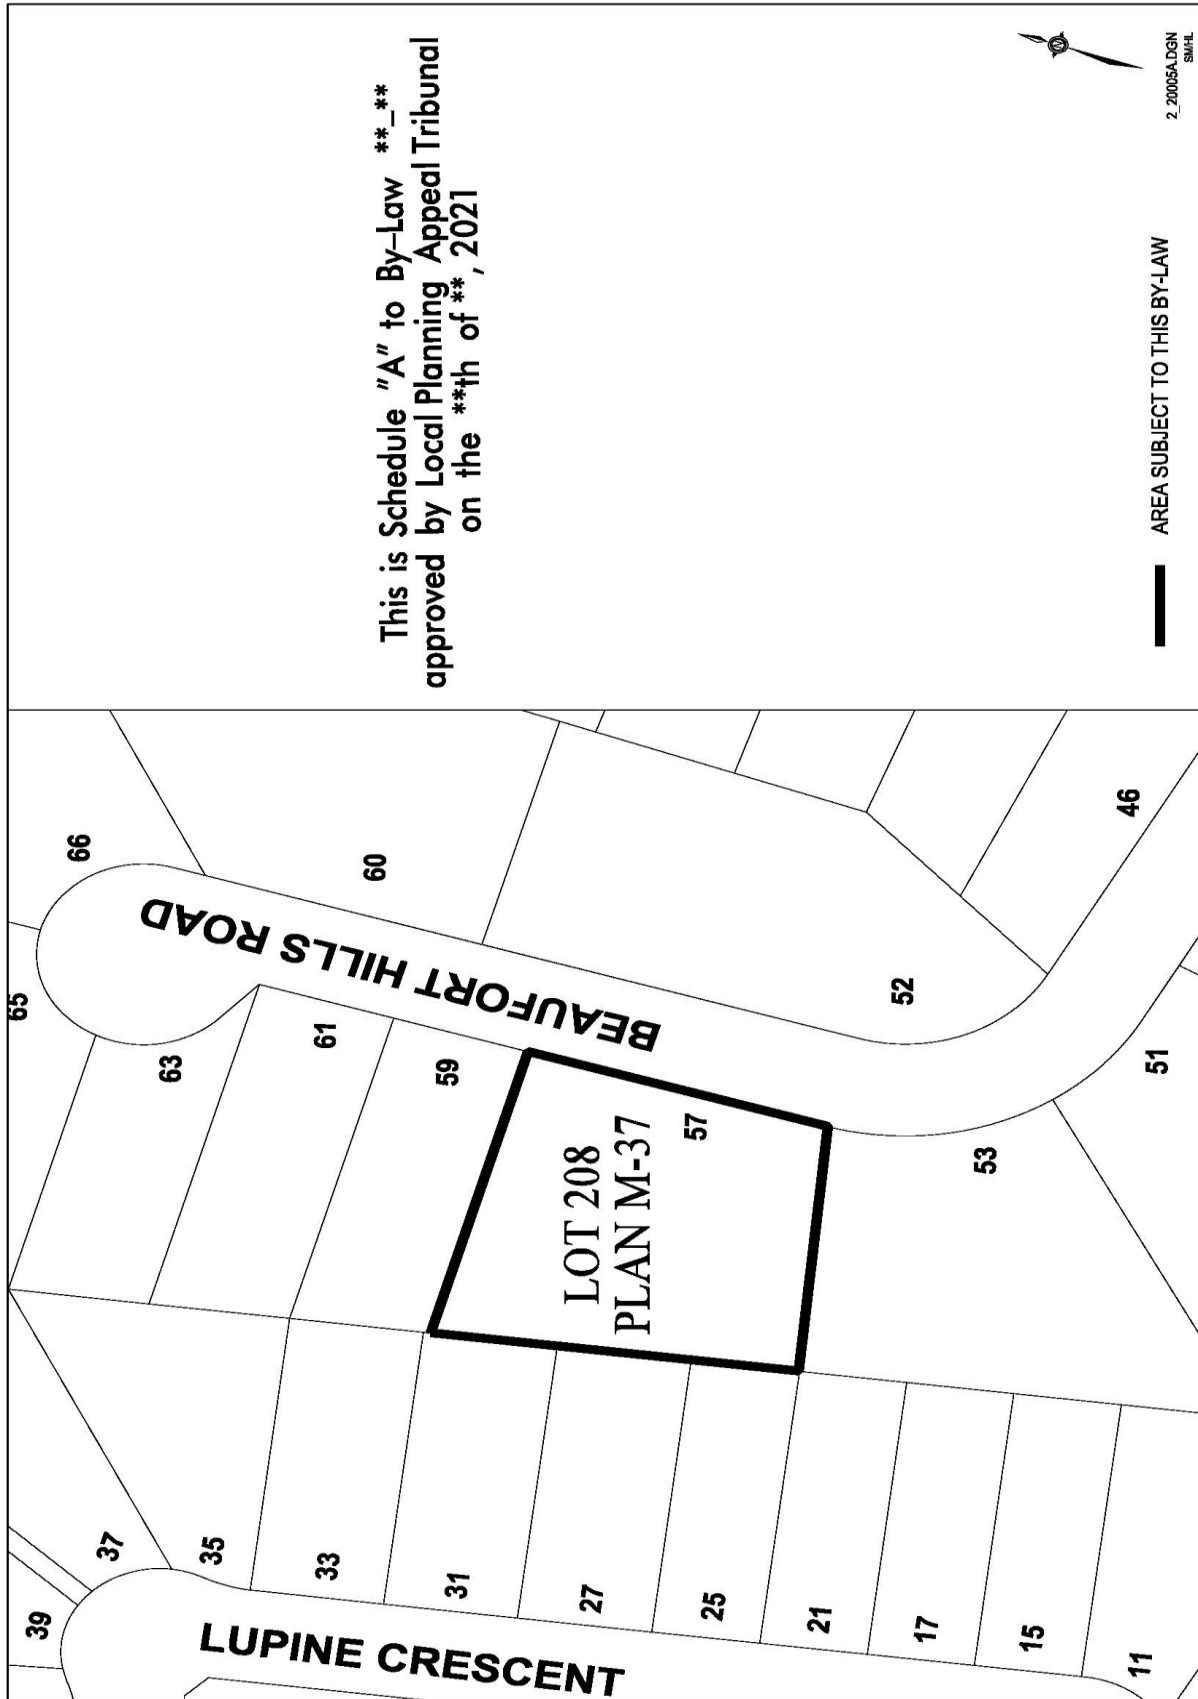 This is Schedule "A" to By-Law **_**
approved by Local Planning Appeal Tribunal
on the **th of **, 2021
AREA SUBJECT TO THIS BY-LAW
N
2_20005A.DGN
SM/HL
66
65
60
BEAUFORT HILLS ROAD
63
61
59
52
46
57
LOT 208
PLAN M-37
53
51
39
37
35
33
31
27
25
21
17
15
11
LUPINE CRESCENT